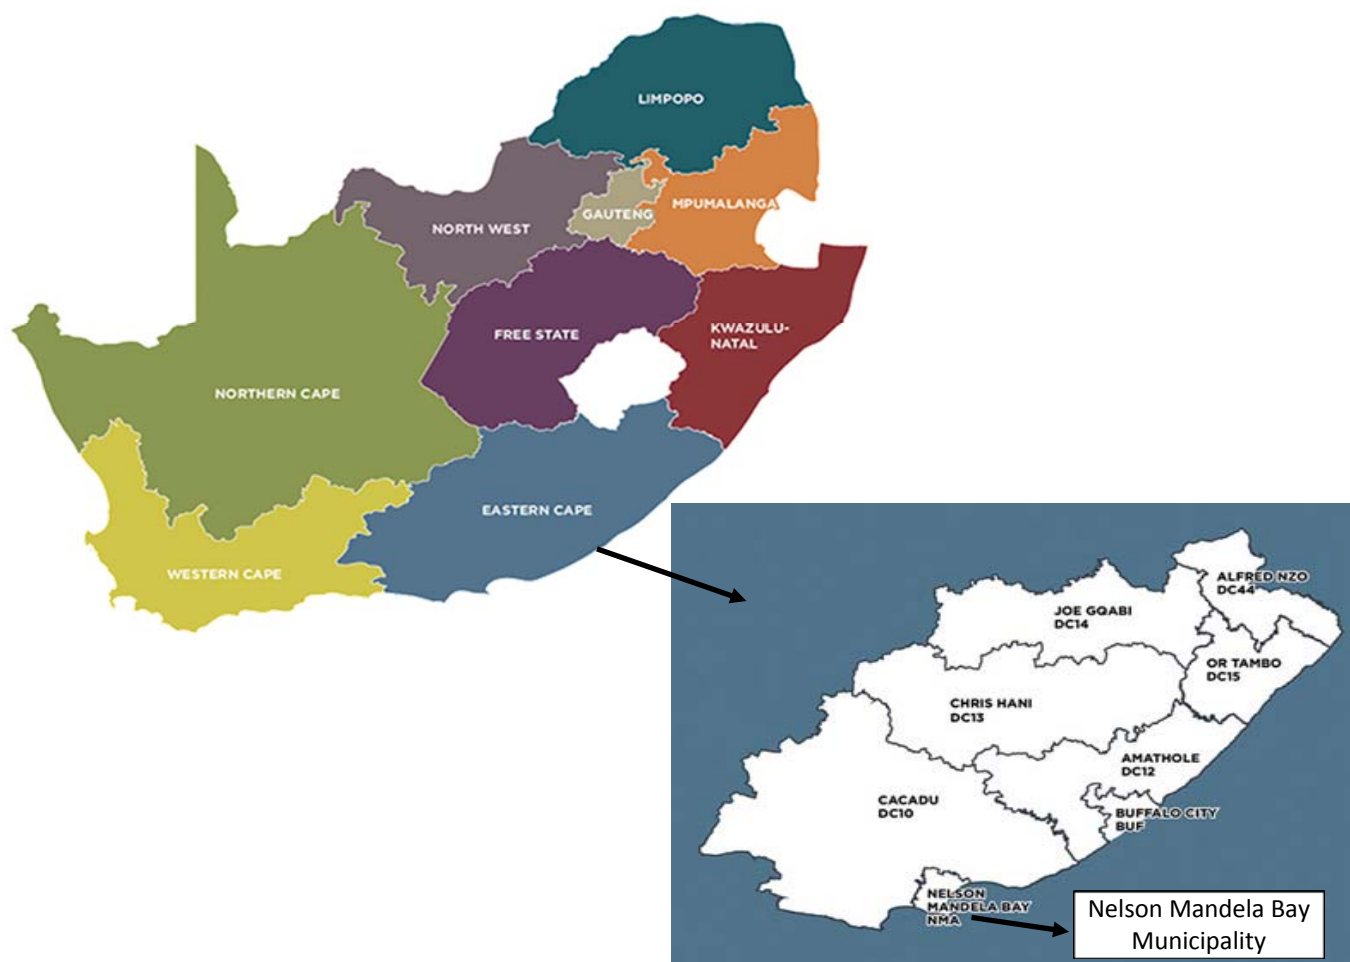 LIMPOPO
MPUMALANGA
GAUTENG
NORTH WEST
FREE STATE
KWAZULU-
NATAL
NORTHERN CAPE
EASTERN CAPE
WESTERN CAPE
ALFRED NZO
DC44
JOE GQABI
DC14
OR TAMBO
DC15
CHRIS HANI
DC13
AMATHOLE
DC12
CACADU
DC10
BUFFALO CITY
BUF
NELSON
MANDELA BAY
NMA
Nelson Mandela Bay
Municipality